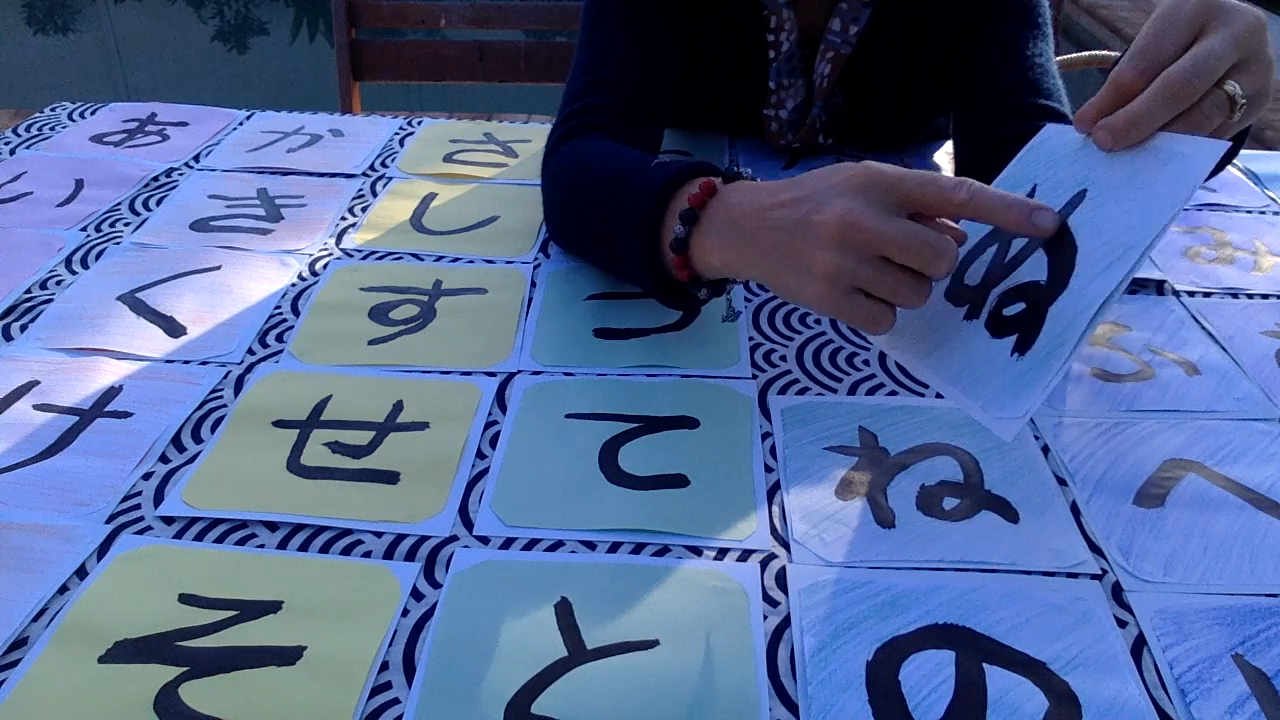 あ
い
か
き
く
け
さ
し
す
せ
そ
つ
て
と
ぬ
ね
の
へ